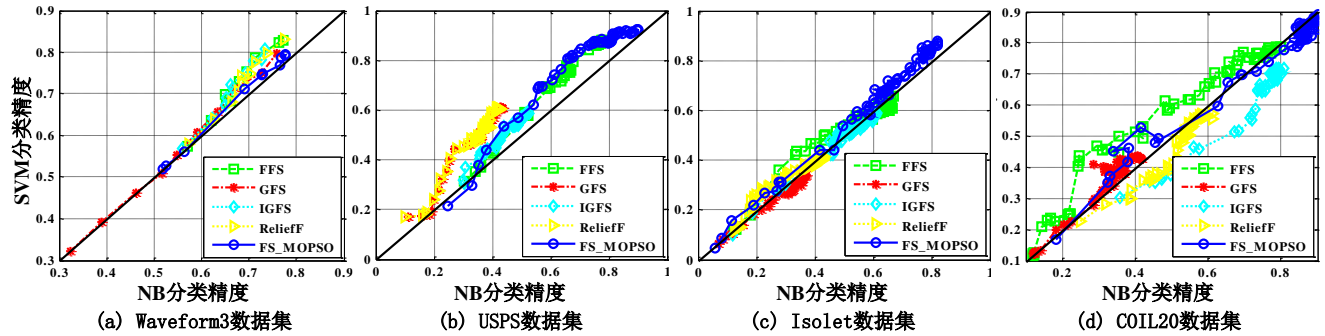 SVM分类精度
0.9
0.8
0.7
0.6
0.5
0.4
0.3
0.3 0.4 0.5 0.6 0.7 0.8 0.9
FFS
GFS
IGFS
ReliefF
FS_MOPSO
NB分类精度
(a) Waveform3数据集
1
0.8
0.6
0.4
0.2
0
0 0.2 0.4 0.6 0.8 1
FFS
GFS
IGFS
ReliefF
FS_MOPSO
NB分类精度
(b) USPS数据集
1
0.8
0.6
0.4
0.2
0
0 0.2 0.4 0.6 0.8 1
FFS
GFS
IGFS
ReliefF
FS_MOPSO
NB分类精度
(c) Isolet数据集
0.9
0.8
0.7
0.6
0.5
0.4
0.3
0.2
0.1
0.2 0.4 0.6 0.8
FFS
GFS
IGFS
ReliefF
FS_MOPSO
NB分类精度
(d) COIL20数据集